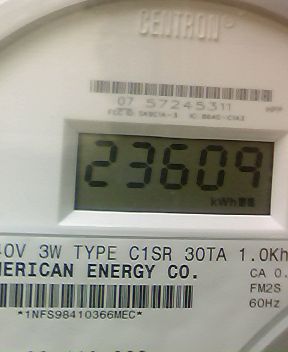 CENTRON
07 57245311
23609
kWh
40V 3W TYPE C1SR 30TA 1.0Kh
MERICAN ENERGY CO.
CA 0.
FM2S
60Hz
*1NFS98410366MEC*